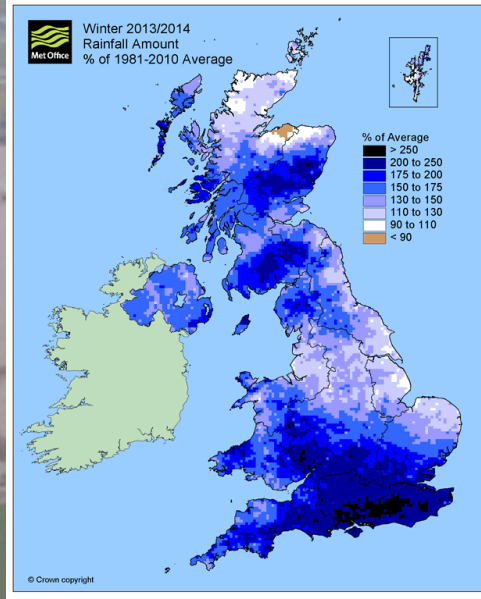 Met Office
Winter 2013/2014
Rainfall Amount
% of 1981-2010 Average
% of Average
> 250
200 to 250
175 to 200
150 to 175
130 to 150
110 to 130
90 to 110
< 90
© Crown copyright